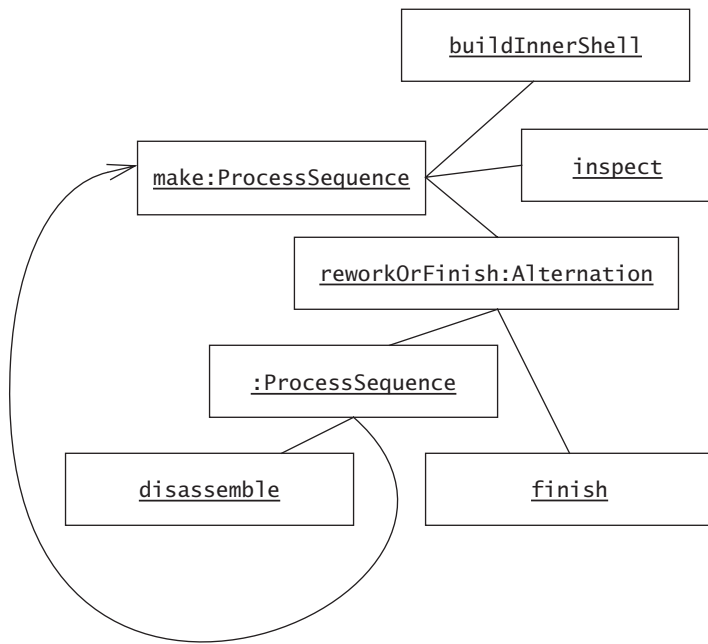 buildInnerShell
inspect
make:ProcessSequence
reworkOrFinish:Alternation
:ProcessSequence
disassemble
finish